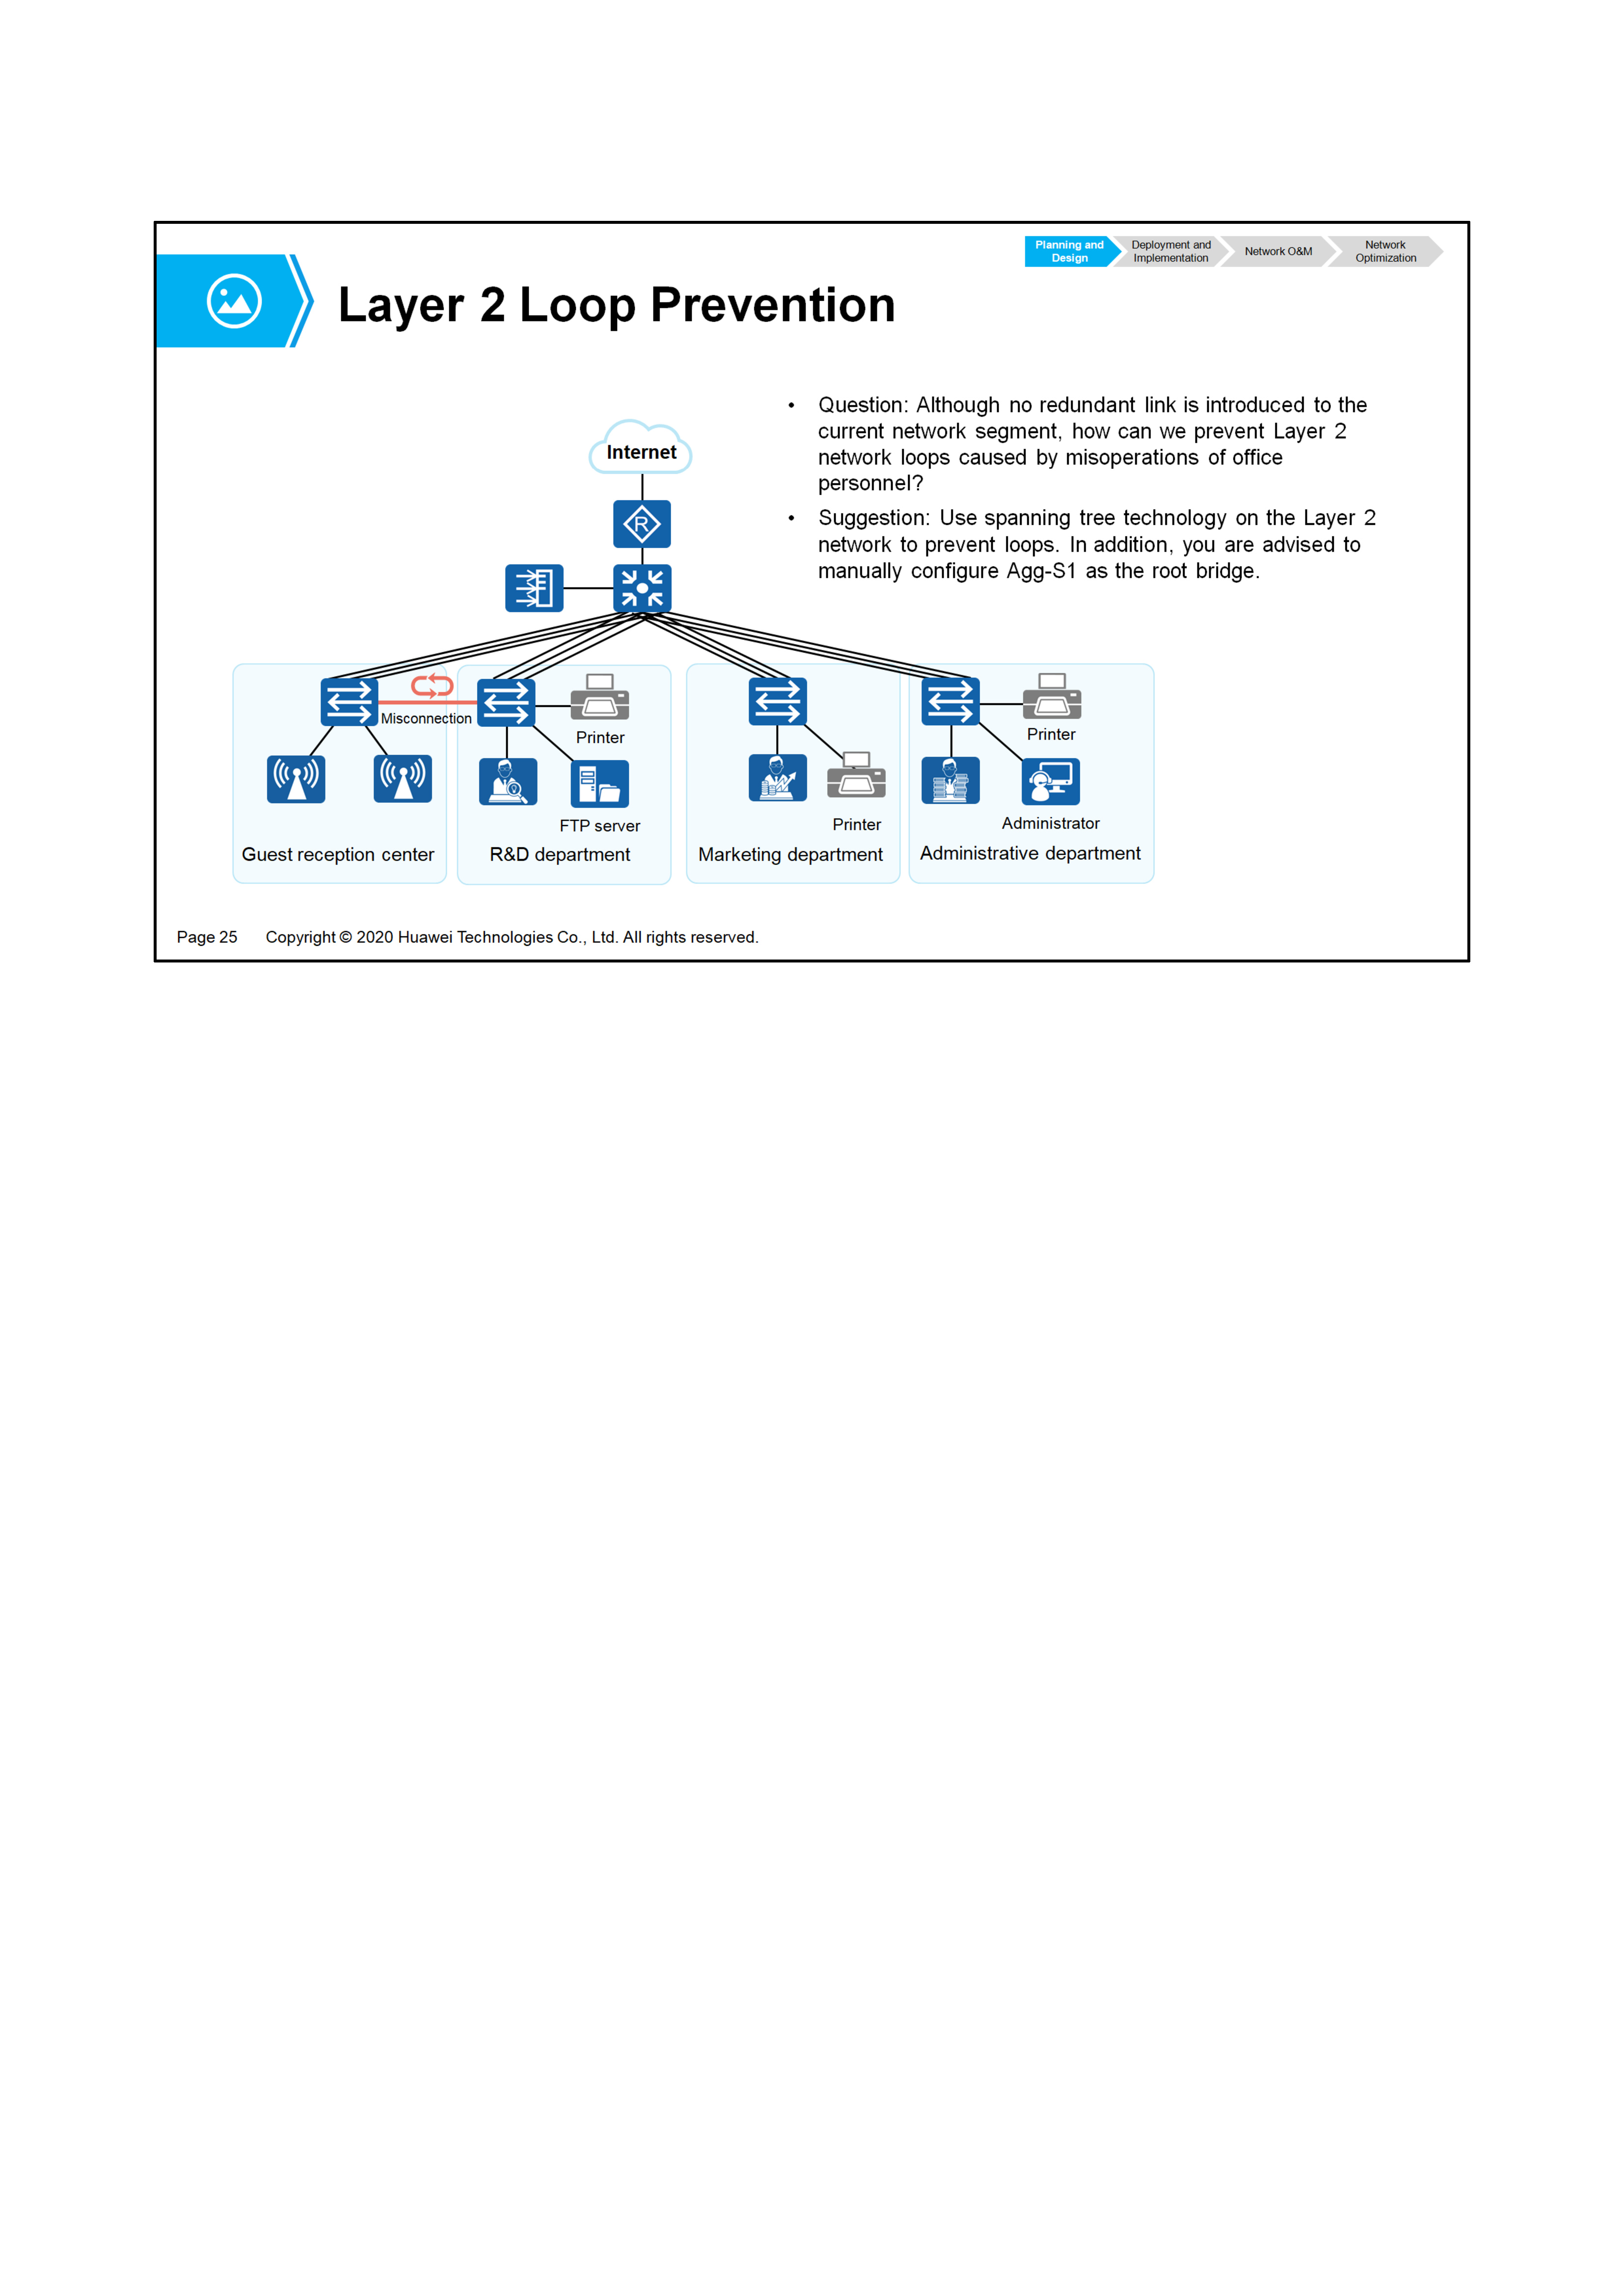 Planning and
Design
Deployment and
Implementation
Network O&M
Network
Optimization
Layer 2 Loop Prevention
• Question: Although no redundant link is introduced to the
current network segment, how can we prevent Layer 2
network loops caused by misoperations of office
personnel?
• Suggestion: Use spanning tree technology on the Layer 2
network to prevent loops. In addition, you are advised to
manually configure Agg-S1 as the root bridge.
Internet
R
Misconnection
Printer
Printer
FTP server
Printer
Administrator
Guest reception center
R&D department
Marketing department
Administrative department
Page 25 Copyright © 2020 Huawei Technologies Co., Ltd. All rights reserved.